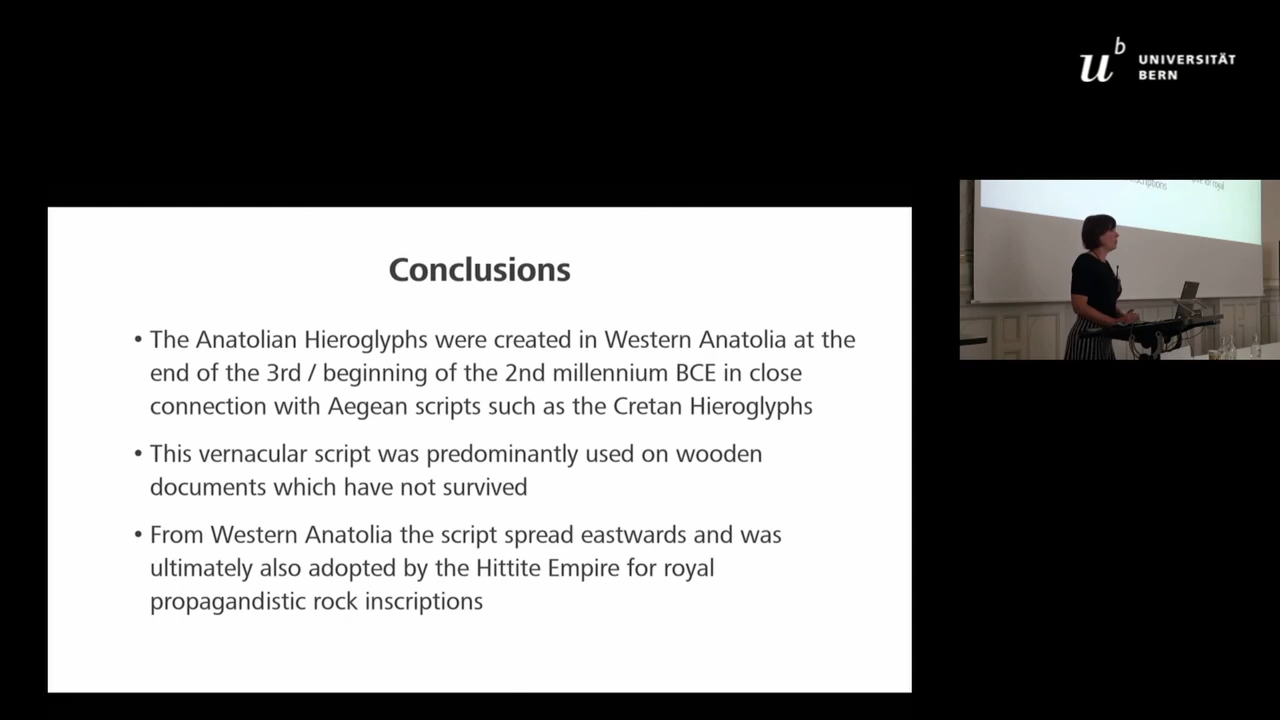 u b UNIVERSITÄT
BERN
Conclusions
• The Anatolian Hieroglyphs were created in Western Anatolia at the
end of the 3rd / beginning of the 2nd millennium BCE in close
connection with Aegean scripts such as the Cretan Hieroglyphs
• This vernacular script was predominantly used on wooden
documents which have not survived
• From Western Anatolia the script spread eastwards and was
ultimately also adopted by the Hittite Empire for royal
propagandistic rock inscriptions
royal